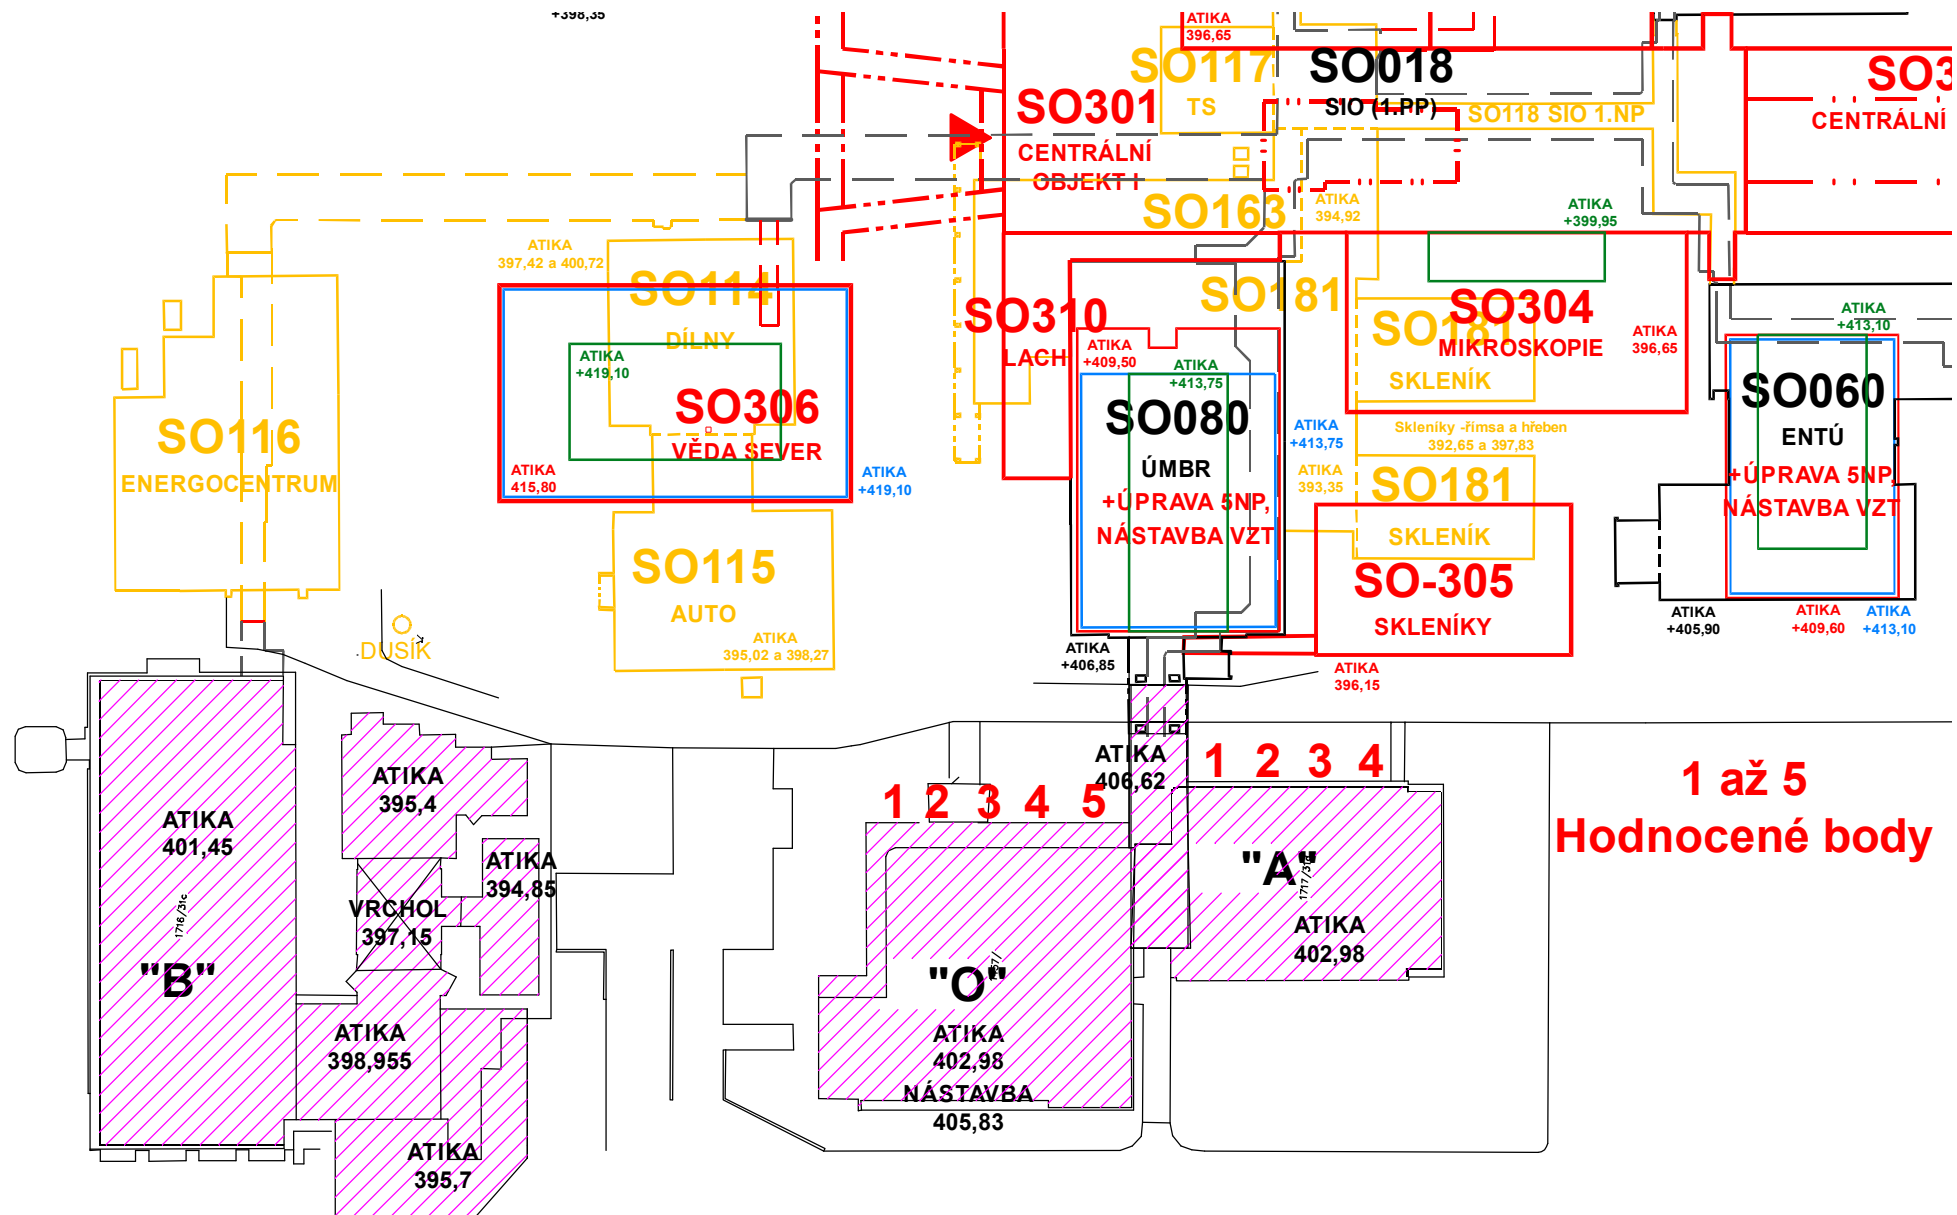 +398,35
ATIKA
396,65
SO117
TS
SO018
SIO (1.PP)
SO118 SIO 1.NP
SO3
CENTRÁLNÍ
SO301
CENTRÁLNÍ
OBJEKT I
SO163
ATIKA
394,92
ATIKA
+399,95
ATIKA
397,42 a 400,72
SO114
DÍLNY
ATIKA
+419,10
SO306
VĚDA SEVER
ATIKA
415,80
ATIKA
+419,10
SO116
ENERGOCENTRUM
SO310
LACH
SO181
ATIKA
+409,50
ATIKA
+413,75
SO080
ÚMBR
+ÚPRAVA 5NP,
NÁSTAVBA VZT
ATIKA
+413,75
ATIKA
393,35
SO304
MIKROSKOPIE
ATIKA
396,65
SO181
SKLENÍK
Skleníky -římsa a hřeben
392,65 a 397,83
SO181
SKLENÍK
SO-305
SKLENÍKY
ATIKA
396,15
ATIKA
+413,10
SO060
ENTÚ
+ÚPRAVA 5NP,
NÁSTAVBA VZT
ATIKA
+405,90
ATIKA
+409,60
ATIKA
+413,10
SO115
AUTO
ATIKA
395,02 a 398,27
DUSÍK
ATIKA
+406,85
ATIKA
406,62
1 2 3 4
1 2 3 4 5
1 až 5
Hodnocené body
ATIKA
395,4
ATIKA
401,45
1716/31c
"B"
ATIKA
394,85
VRCHOL
397,15
ATIKA
398,955
ATIKA
395,7
"O"
ATIKA
402,98
NÁSTAVBA
405,83
"A"
ATIKA
402,98